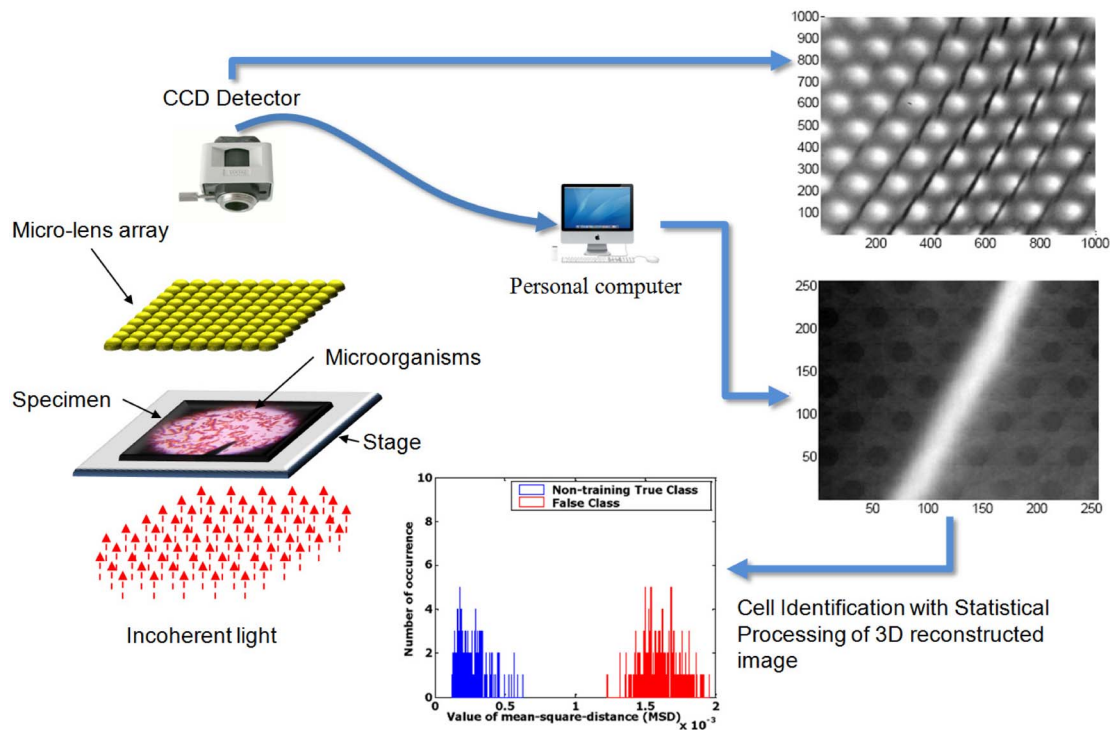 CCD Detector
Micro-lens array
Microorganisms
Specimen
Stage
Incoherent light
Personal computer
1000
900
800
700
600
500
400
300
200
100
200 400 600 800 1000
250
200
150
100
50
50 100 150 200 250
Cell Identification with Statistical
Processing of 3D reconstructed
image
Non-training True Class
False Class
Number of occurrence
10
8
6
4
2
0
0 0.5 1 1.5 2
Value of mean-square-distance (MSD)
x 10⁻³